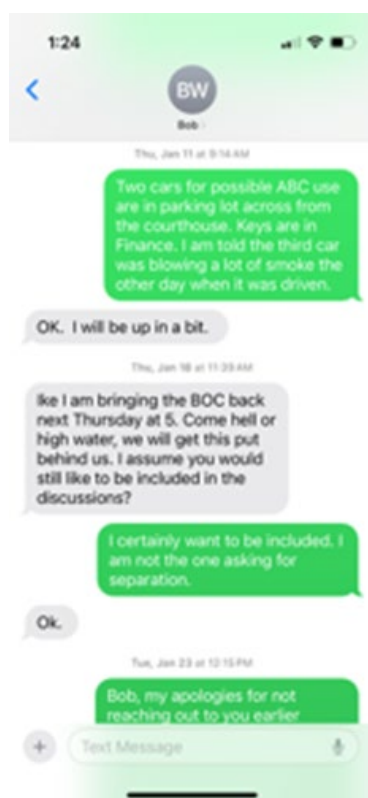 1:24
BW
Bob
Thu, Jan 11 at 9:14 AM
Two cars for possible ABC use
are in parking lot across from
the courthouse. Keys are in
Finance. I am told the third car
was blowing a lot of smoke the
other day when it was driven.
OK. I will be up in a bit.
Thu, Jan 18 at 11:39 AM
Ike I am bringing the BOC back
next Thursday at 5. Come hell or
high water, we will get this put
behind us. I assume you would
still like to be included in the
discussions?
I certainly want to be included. I
am not the one asking for
separation.
Ok.
Tue, Jan 23 at 12:15 PM
Bob, my apologies for not
reaching out to you earlier
Text Message